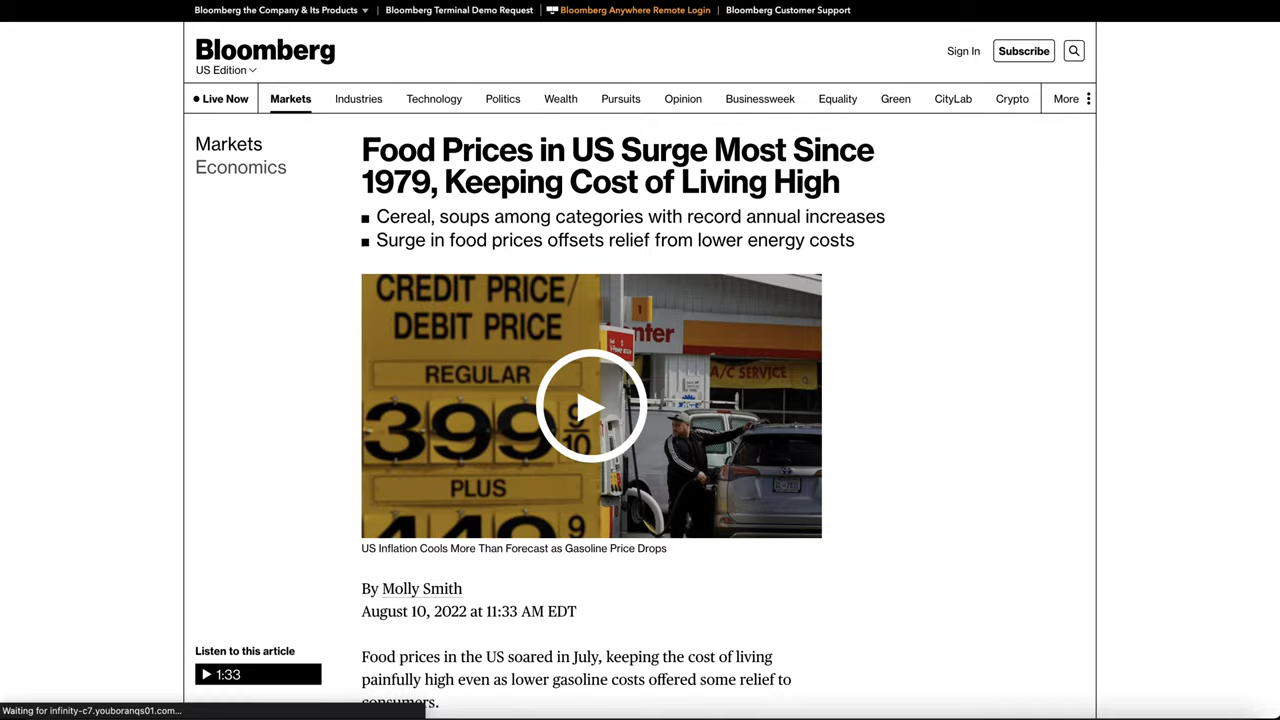 Bloomberg the Company & Its Products
Bloomberg Terminal Demo Request
Bloomberg Anywhere Remote Login
Bloomberg Customer Support
Bloomberg
US Edition
Sign In
Subscribe
Live Now
Markets
Industries
Technology
Politics
Wealth
Pursuits
Opinion
Businessweek
Equality
Green
CityLab
Crypto
More
Markets
Economics
Food Prices in US Surge Most Since
1979, Keeping Cost of Living High
Cereal, soups among categories with record annual increases
Surge in food prices offsets relief from lower energy costs
CREDIT PRICE/
DEBIT PRICE
REGULAR
399 9/10
PLUS
449 9
1
nter
A/C SERVICE
US Inflation Cools More Than Forecast as Gasoline Price Drops
By Molly Smith
August 10, 2022 at 11:33 AM EDT
Listen to this article
1:33
Food prices in the US soared in July, keeping the cost of living
painfully high even as lower gasoline costs offered some relief to
consumers.
Waiting for infinity-c7.youboranqs01.com...